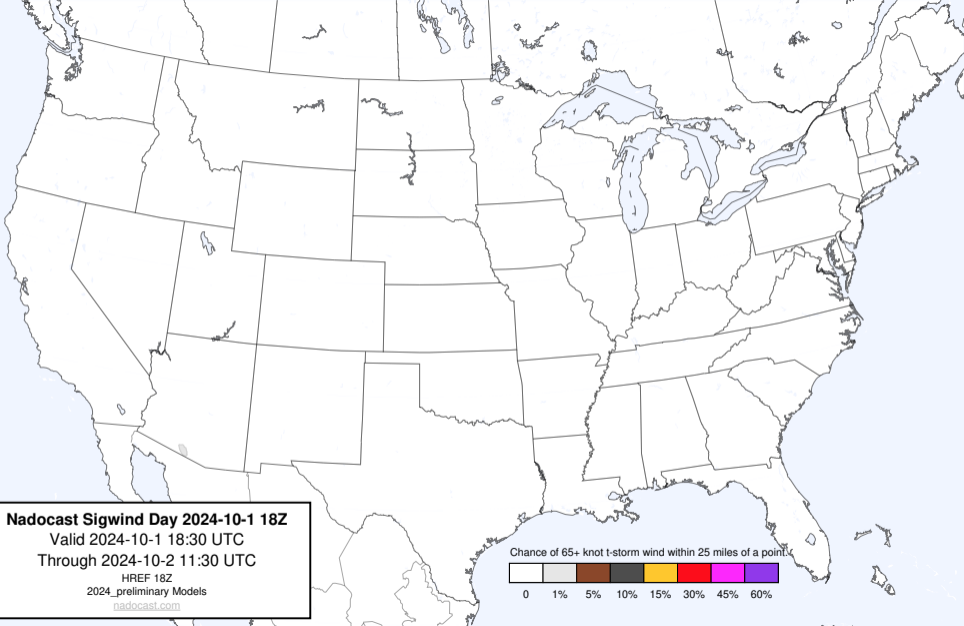 Nadocast Sigwind Day 2024-10-1 18Z
Valid 2024-10-1 18:30 UTC
Through 2024-10-2 11:30 UTC
HREF 18Z
2024_preliminary Models
nadocast.com
Chance of 65+ knot t-storm wind within 25 miles of a point.
0 1% 5% 10% 15% 30% 45% 60%